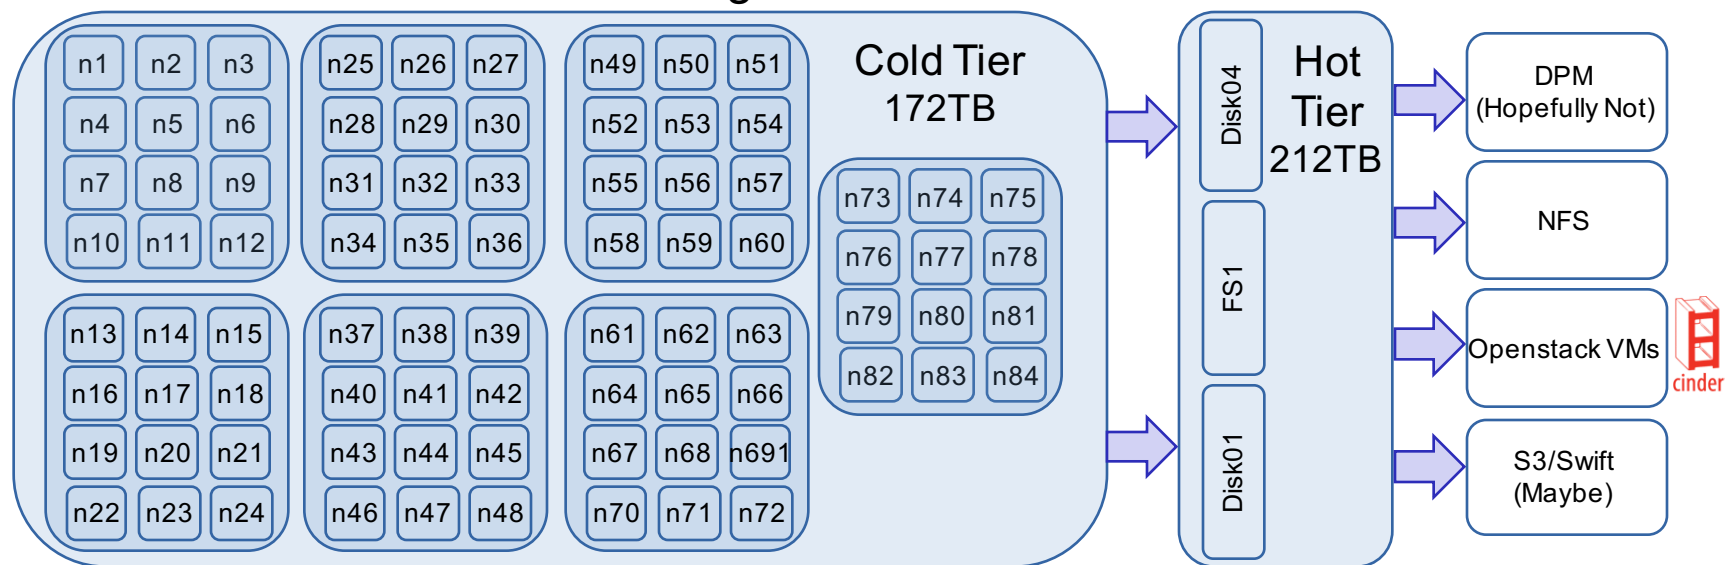 g
n1 n2 n3
n4 n5 n6
n7 n8 n9
n10 n11 n12
n25 n26 n27
n28 n29 n30
n31 n32 n33
n34 n35 n36
n49 n50 n51
n52 n53 n54
n55 n56 n57
n58 n59 n60
n13 n14 n15
n16 n17 n18
n19 n20 n21
n22 n23 n24
n37 n38 n39
n40 n41 n42
n43 n44 n45
n46 n47 n48
n61 n62 n63
n64 n65 n66
n67 n68 n691
n70 n71 n72
Cold Tier
172TB
n73 n74 n75
n76 n77 n78
n79 n80 n81
n82 n83 n84
Disk04
FS1
Disk01
Hot
Tier
212TB
DPM
(Hopefully Not)
NFS
Openstack VMs
cinder
S3/Swift
(Maybe)